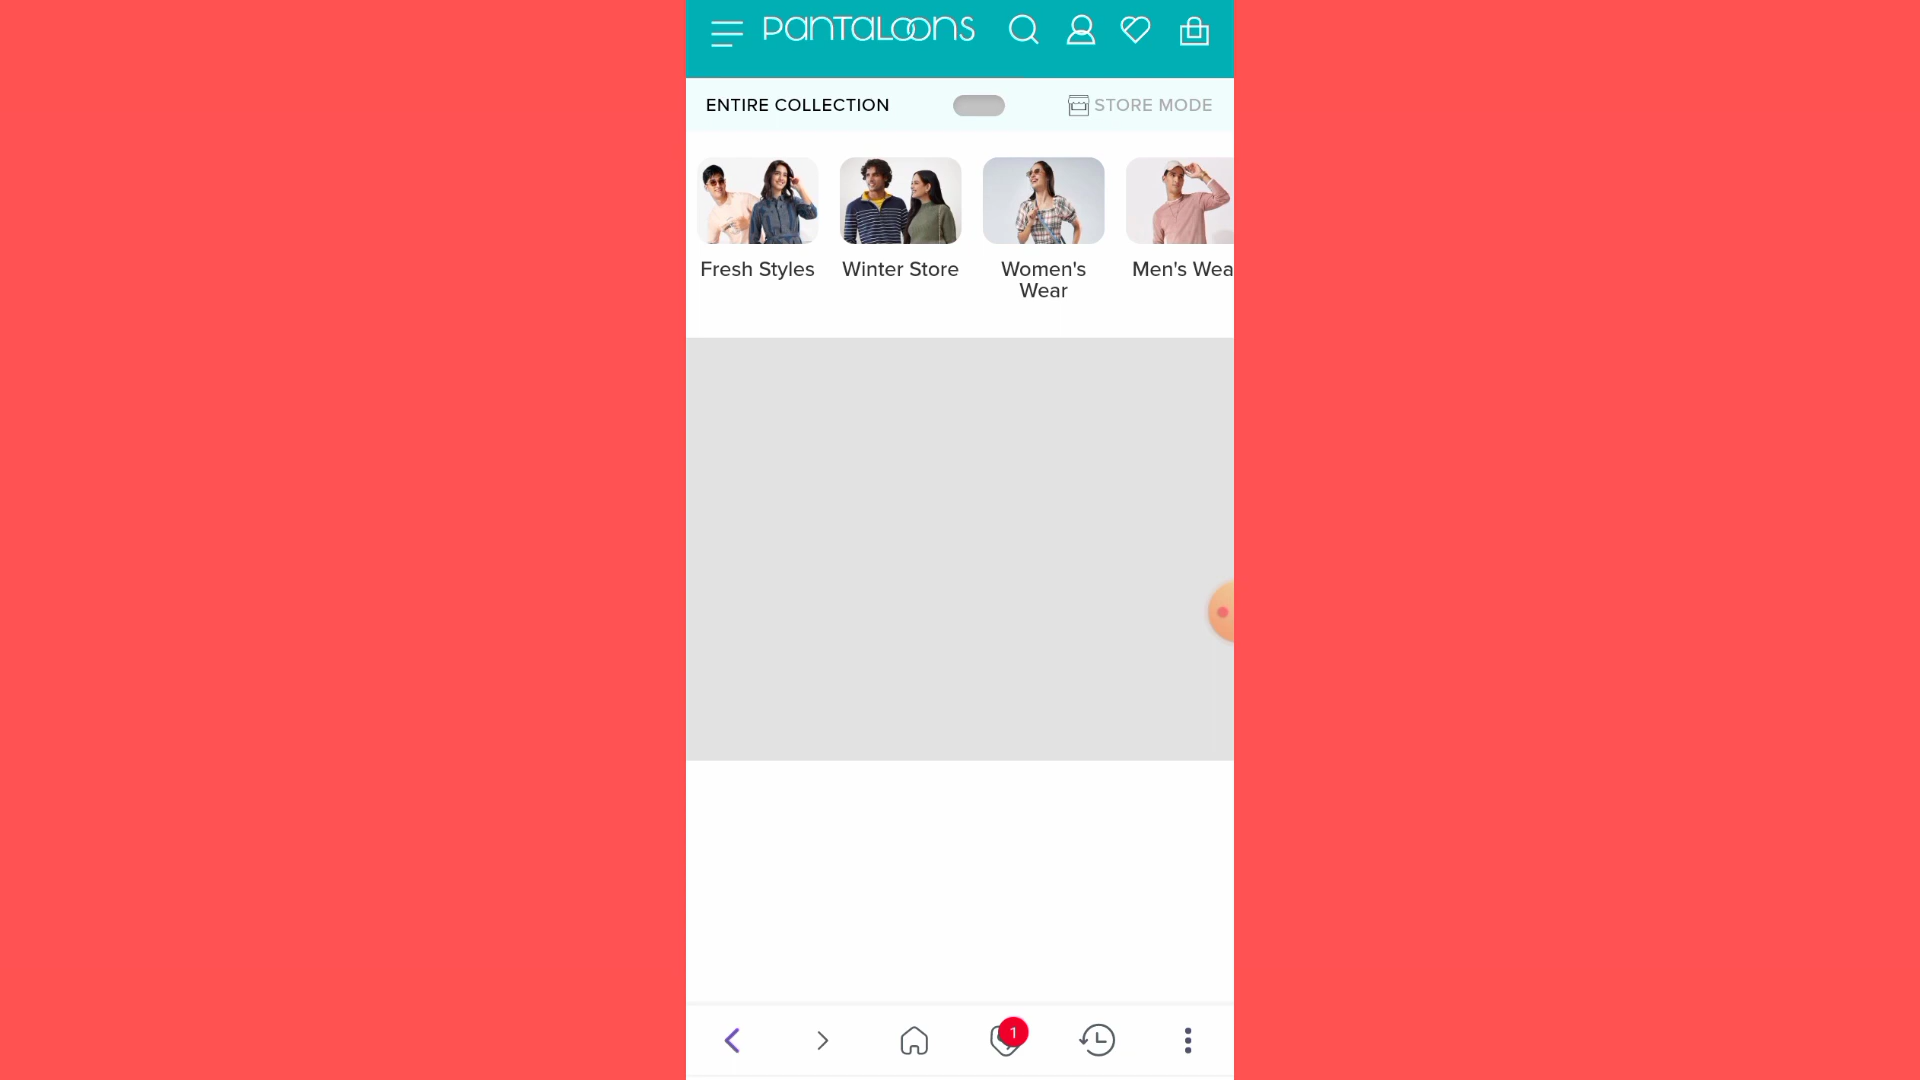 PANTALOONS
ENTIRE COLLECTION
STORE MODE
Fresh Styles
Winter Store
Women's
Wear
Men's Wea
1